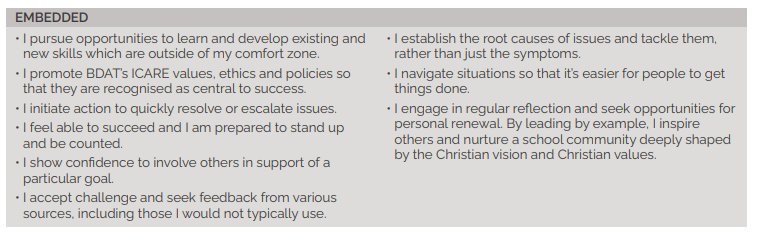 EMBEDDED
• I pursue opportunities to learn and develop existing and
new skills which are outside of my comfort zone.
• I promote BDAT's ICARE values, ethics and policies so
that they are recognised as central to success.
• I initiate action to quickly resolve or escalate issues.
• I feel able to succeed and I am prepared to stand up
and be counted.
• I show confidence to involve others in support of a
particular goal.
• I accept challenge and seek feedback from various
sources, including those I would not typically use.
• I establish the root causes of issues and tackle them,
rather than just the symptoms.
• I navigate situations so that it's easier for people to get
things done.
• I engage in regular reflection and seek opportunities for
personal renewal. By leading by example, I inspire
others and nurture a school community deeply shaped
by the Christian vision and Christian values.